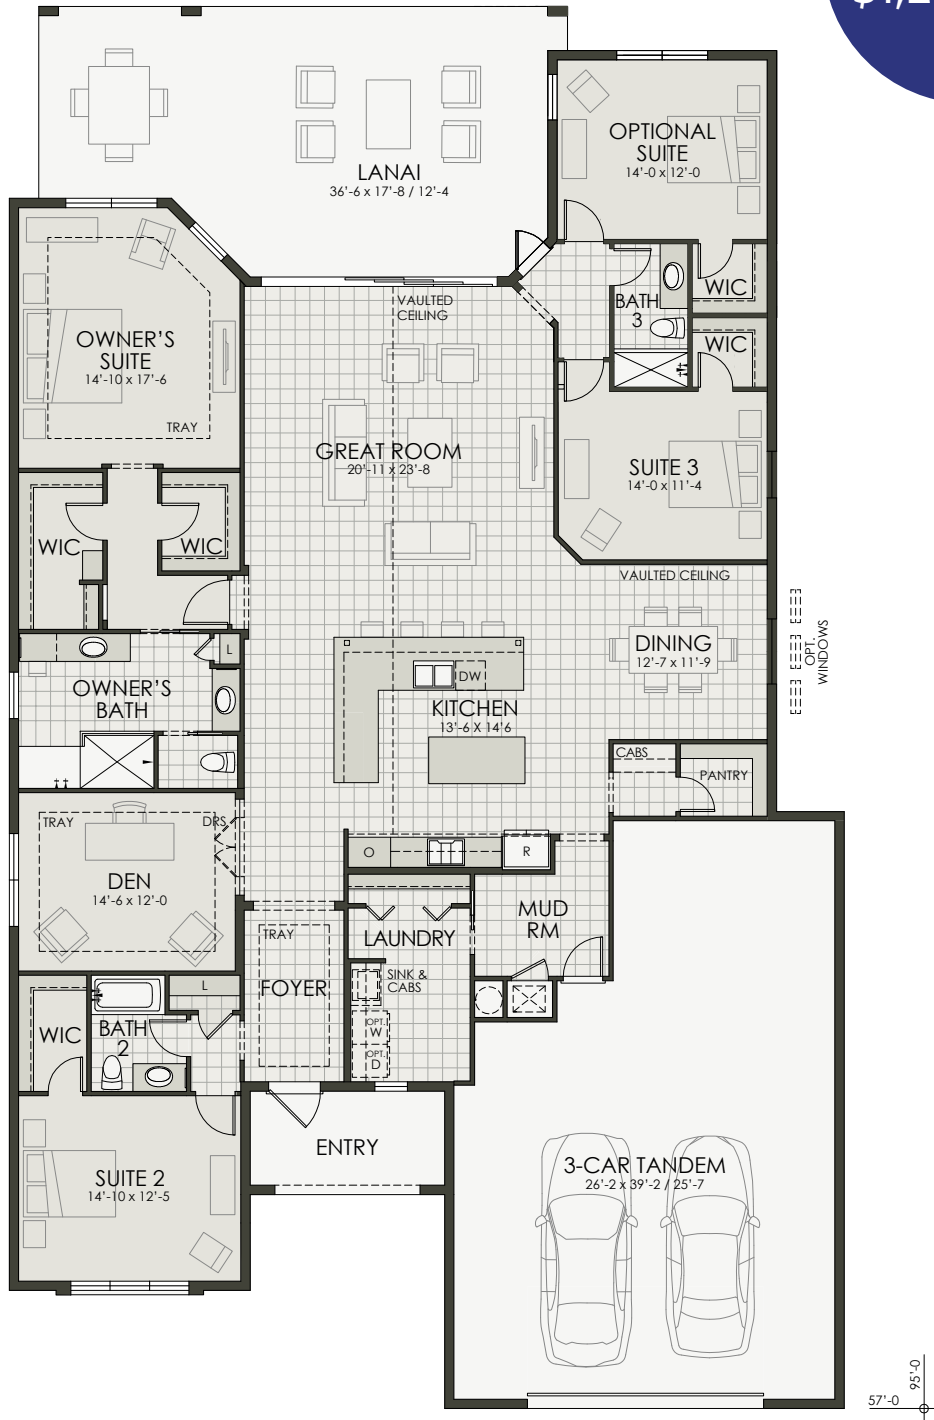 OPTIONAL
SUITE
14'-0 x 12'-0
LANAI
36'-6 x 17'-8 / 12'-4
WIC
BATH
3
VAULTED
CEILING
WIC
OWNER'S
SUITE
14'-10 x 17'-6
TRAY
GREAT ROOM
20'-11 x 23'-8
SUITE 3
14'-0 x 11'-4
WIC
WIC
VAULTED CEILING
OPT.
WINDOWS
DINING
12'-7 x 11'-9
L
DW
OWNER'S
BATH
KITCHEN
13'-6 X 14'6
CABS
PANTRY
TRAY
DRS
O
R
DEN
14'-6 x 12'-0
MUD
RM
TRAY
LAUNDRY
SINK &
CABS
L
FOYER
WIC
BATH
2
OPT.
W
OPT.
D
ENTRY
SUITE 2
14'-10 x 12'-5
3-CAR TANDEM
26'-2 x 39'-2 / 25'-7
57'-0
95'-0